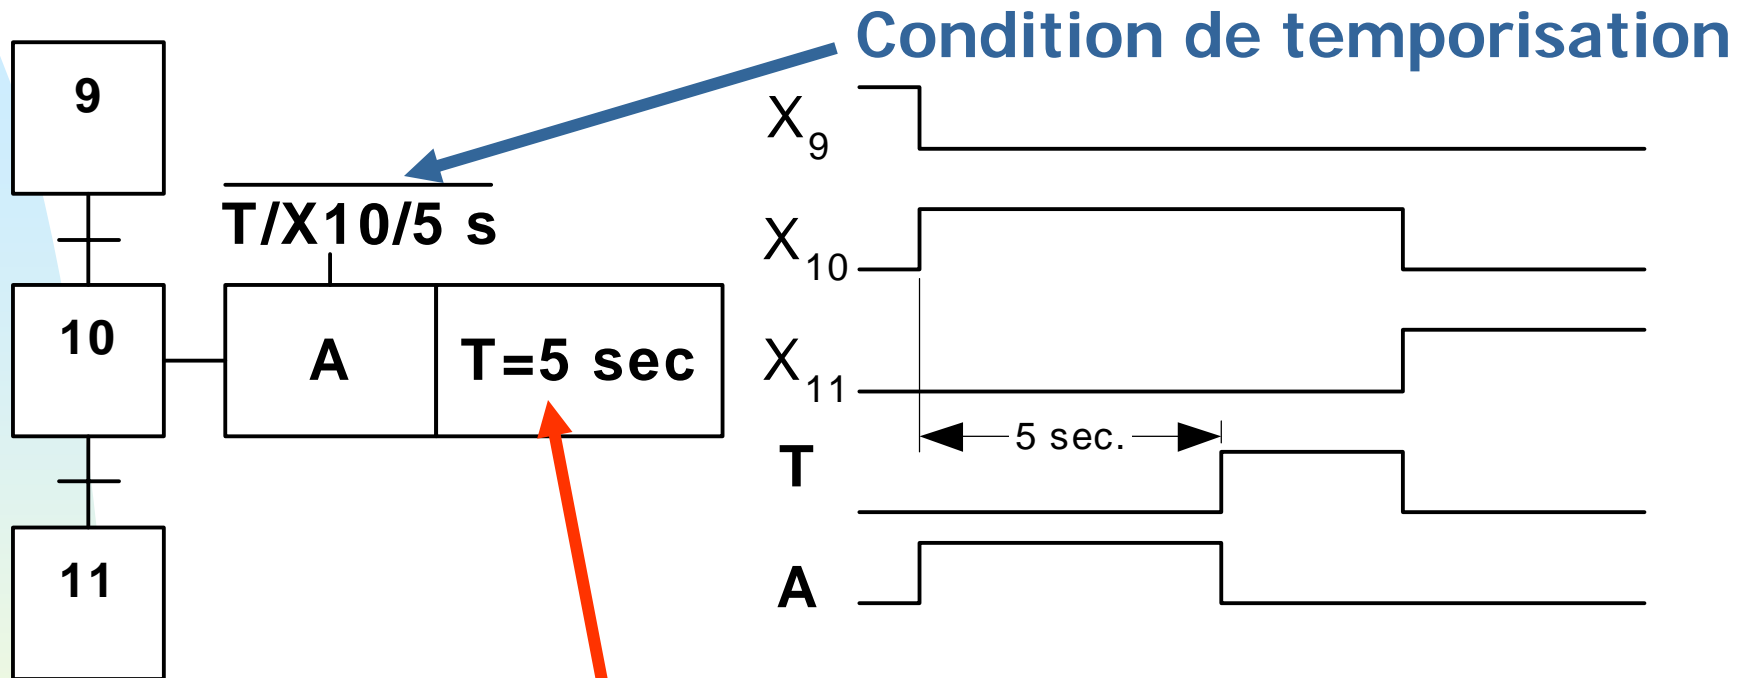 Condition de temporisation
9
T/X10/5 s
10
A
T=5 sec
11
X9
X10
X11
5 sec.
T
A